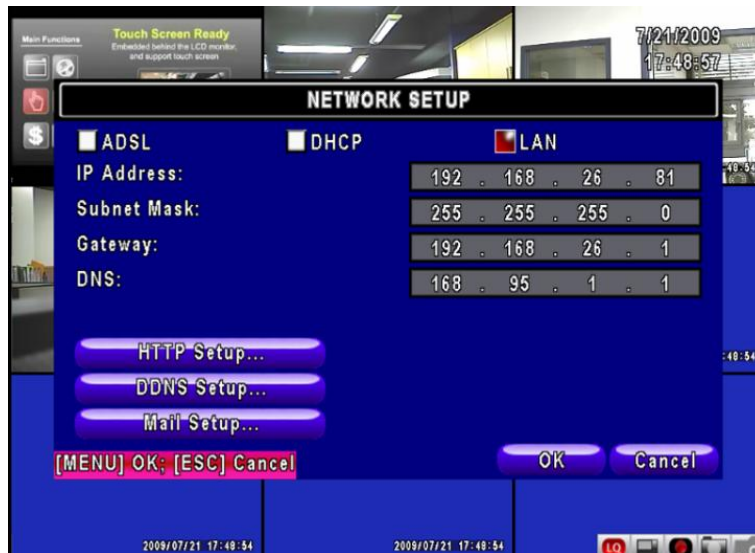 Main Functions
Touch Screen Ready
Embedded behind the LCD monitor,
and support touch screen
7/21/2009
17:48:57
NETWORK SETUP
ADSL
DHCP
LAN
IP Address:
192 . 168 . 26 . 81
Subnet Mask:
255 . 255 . 255 . 0
Gateway:
192 . 168 . 26 . 1
DNS:
168 . 95 . 1 . 1
HTTP Setup...
:48:54
DDNS Setup...
Mail Setup...
[MENU] OK; [ESC] Cancel
OK
Cancel
2009/07/21 17:48:54
2009/07/21 17:48:54
LO